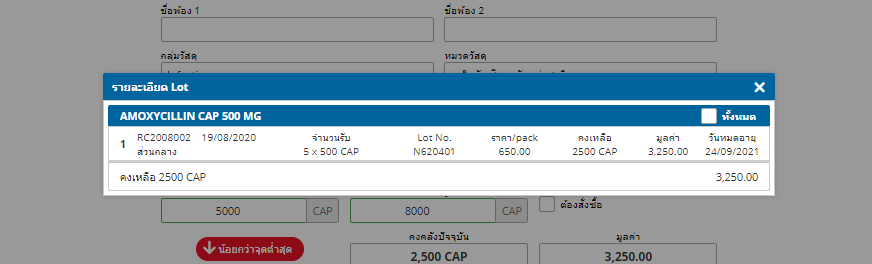 ชื่อพ้อง 1 ชื่อพ้อง 2
กลุ่มวัสดุ หมวดวัสดุ
รายละเอียด Lot
AMOXYCILLIN CAP 500 MG ทั้งหมด
1 RC2008002 19/08/2020 จำนวนรับ Lot No. ราคา/pack คงเหลือ มูลค่า วันหมดอายุ
ส่วนกลาง 5 x 500 CAP N620401 650.00 2500 CAP 3,250.00 24/09/2021
คงเหลือ 2500 CAP 3,250.00
5000 CAP 8000 CAP ต้องสั่งซื้อ
น้อยกว่าจุดต่ำสุด คงคลังปัจจุบัน มูลค่า
2,500 CAP 3,250.00